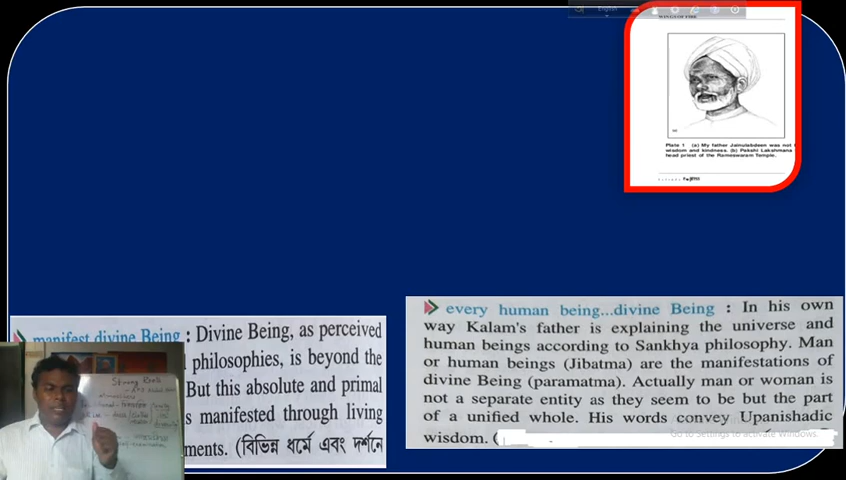 WINGS OF FIRE
Plate 1 (a) My father Jainulabdeen was not
wisdom and kindness. (b) Pakshi Lakshmana
head priest of the Rameswaram Temple.
manifest divine Being : Divine Being, as perceived
philosophies, is beyond the
But this absolute and primal
s manifested through living
ments. (বিভিন্ন ধর্মে এবং দর্শনে
Strong Roots
every human being...divine Being : In his own
way Kalam's father is explaining the universe and
human beings according to Sankhya philosophy. Man
or human beings (Jibatma) are the manifestations of
divine Being (paramatma). Actually man or woman is
not a separate entity as they seem to be but the part
of a unified whole. His words convey Upanishadic
wisdom. (
Go to Settings to activate Windows.